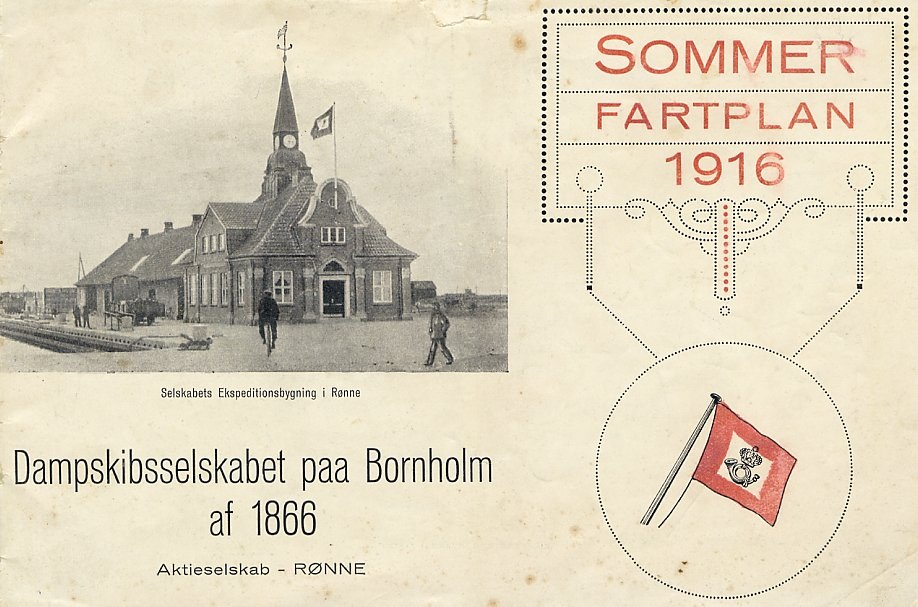 SOMMER
FARTPLAN
1916
Selskabets Ekspeditionsbygning i Rønne
Dampskibsselskabet paa Bornholm
af 1866
Aktieselskab - RØNNE